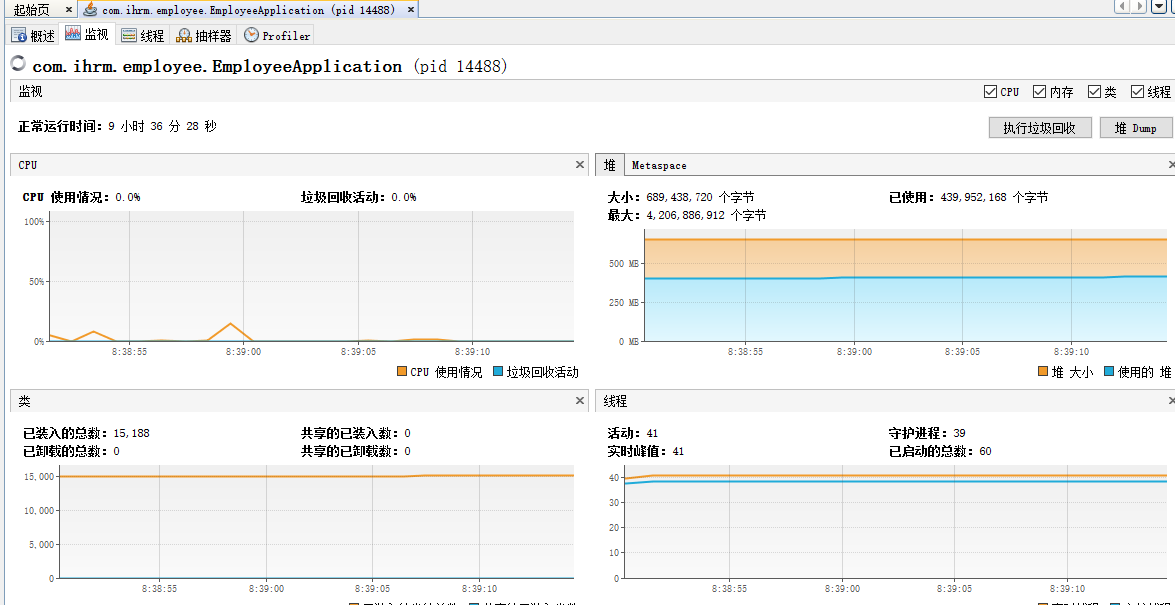 起始页 × com.ihrm.employee.EmployeeApplication (pid 14488) ×
概述 监视 线程 抽样器 Profiler
com.ihrm.employee.EmployeeApplication (pid 14488)
监视 CPU 内存 类 线程
正常运行时间: 9 小时 36 分 28 秒 执行垃圾回收 堆 Dump
CPU ×
CPU 使用情况: 0.0% 垃圾回收活动: 0.0%
100%
50%
0%
8:38:55 8:39:00 8:39:05 8:39:10
CPU 使用情况 垃圾回收活动
堆 Metaspace ×
大小: 689,438,720 个字节 已使用: 439,952,168 个字节
最大: 4,206,886,912 个字节
500 MB
250 MB
0 MB
8:38:55 8:39:00 8:39:05 8:39:10
堆 大小 使用的 堆
类 ×
已装入的总数: 15,188 共享的已装入数: 0
已卸载的总数: 0 共享的已卸载数: 0
15,000
10,000
5,000
0
8:38:55 8:39:00 8:39:05 8:39:10
线程 ×
活动: 41 守护进程: 39
实时峰值: 41 已启动的总数: 60
40
30
20
10
0
8:38:55 8:39:00 8:39:05 8:39:10